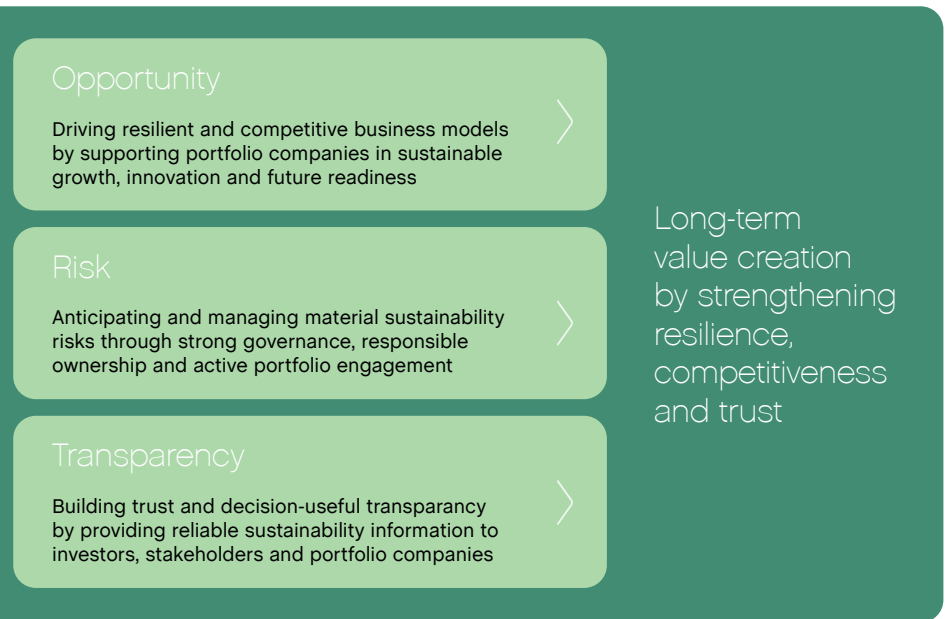 Opportunity
Driving resilient and competitive business models
by supporting portfolio companies in sustainable
growth, innovation and future readiness
Risk
Anticipating and managing material sustainability
risks through strong governance, responsible
ownership and active portfolio engagement
Transparency
Building trust and decision-useful transparancy
by providing reliable sustainability information to
investors, stakeholders and portfolio companies
Long-term
value creation
by strengthening
resilience,
competitiveness
and trust